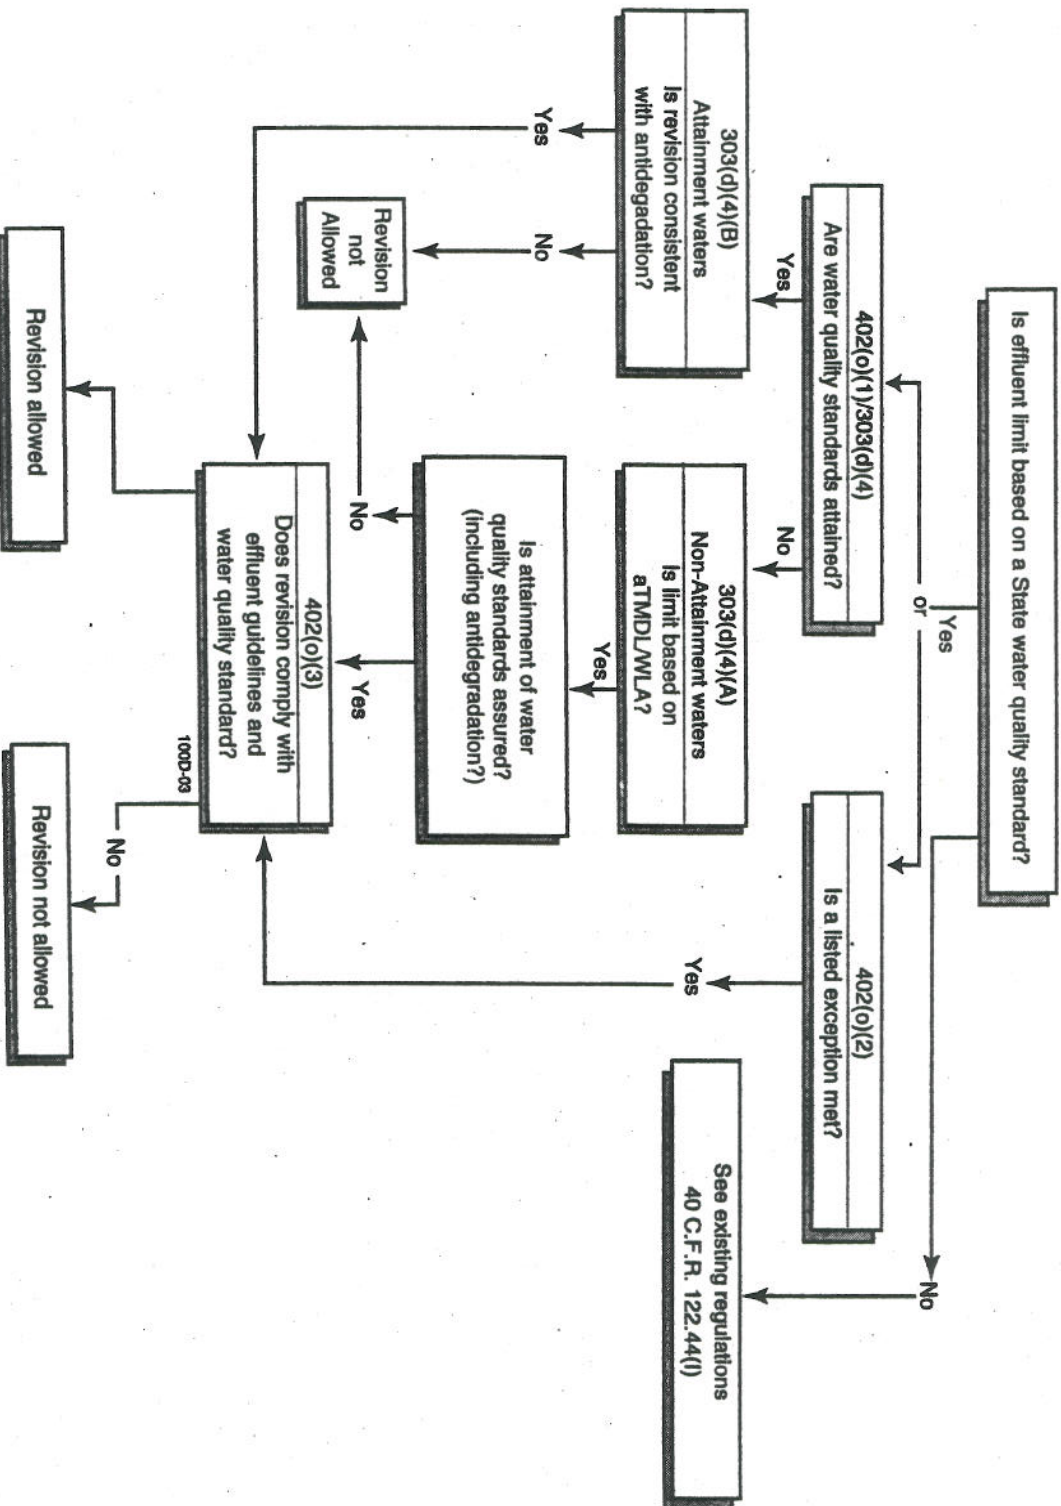 Is effluent limit based on a State water quality standard?
Yes
or
No
402(o)(1)/303(d)(4)
Are water quality standards attained?
402(o)(2)
Is a listed exception met?
Yes
No
303(d)(4)(B)
Attainment waters
Is revision consistent
with antidegadation?
303(d)(4)(A)
Non-Attainment waters
Is limit based on
aTMDL/WLA?
See existing regulations
40 C.F.R. 122.44(l)
Yes
No
Yes
Yes
Is attainment of water
quality standards assured?
(including antidegradation?)
Revision
not
Allowed
No
Yes
402(o)(3)
Does revision comply with
effluent guidelines and
water quality standard?
100D-03
No
Revision allowed
Revision not allowed